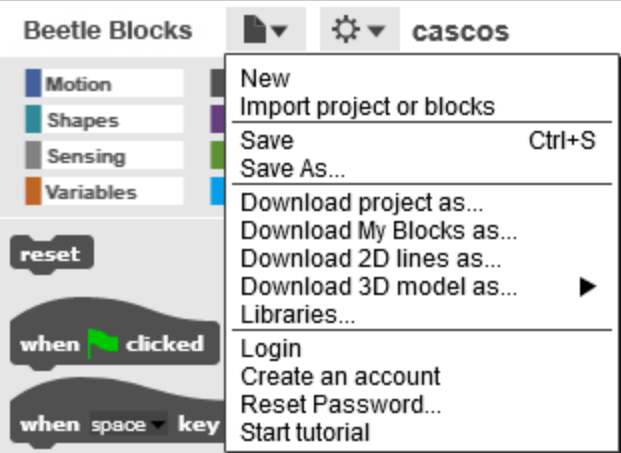 Beetle Blocks
cascos
Motion
Shapes
Sensing
Variables
reset
when clicked
when space key
New
Import project or blocks
Save Ctrl+S
Save As...
Download project as...
Download My Blocks as...
Download 2D lines as...
Download 3D model as...
Libraries...
Login
Create an account
Reset Password...
Start tutorial